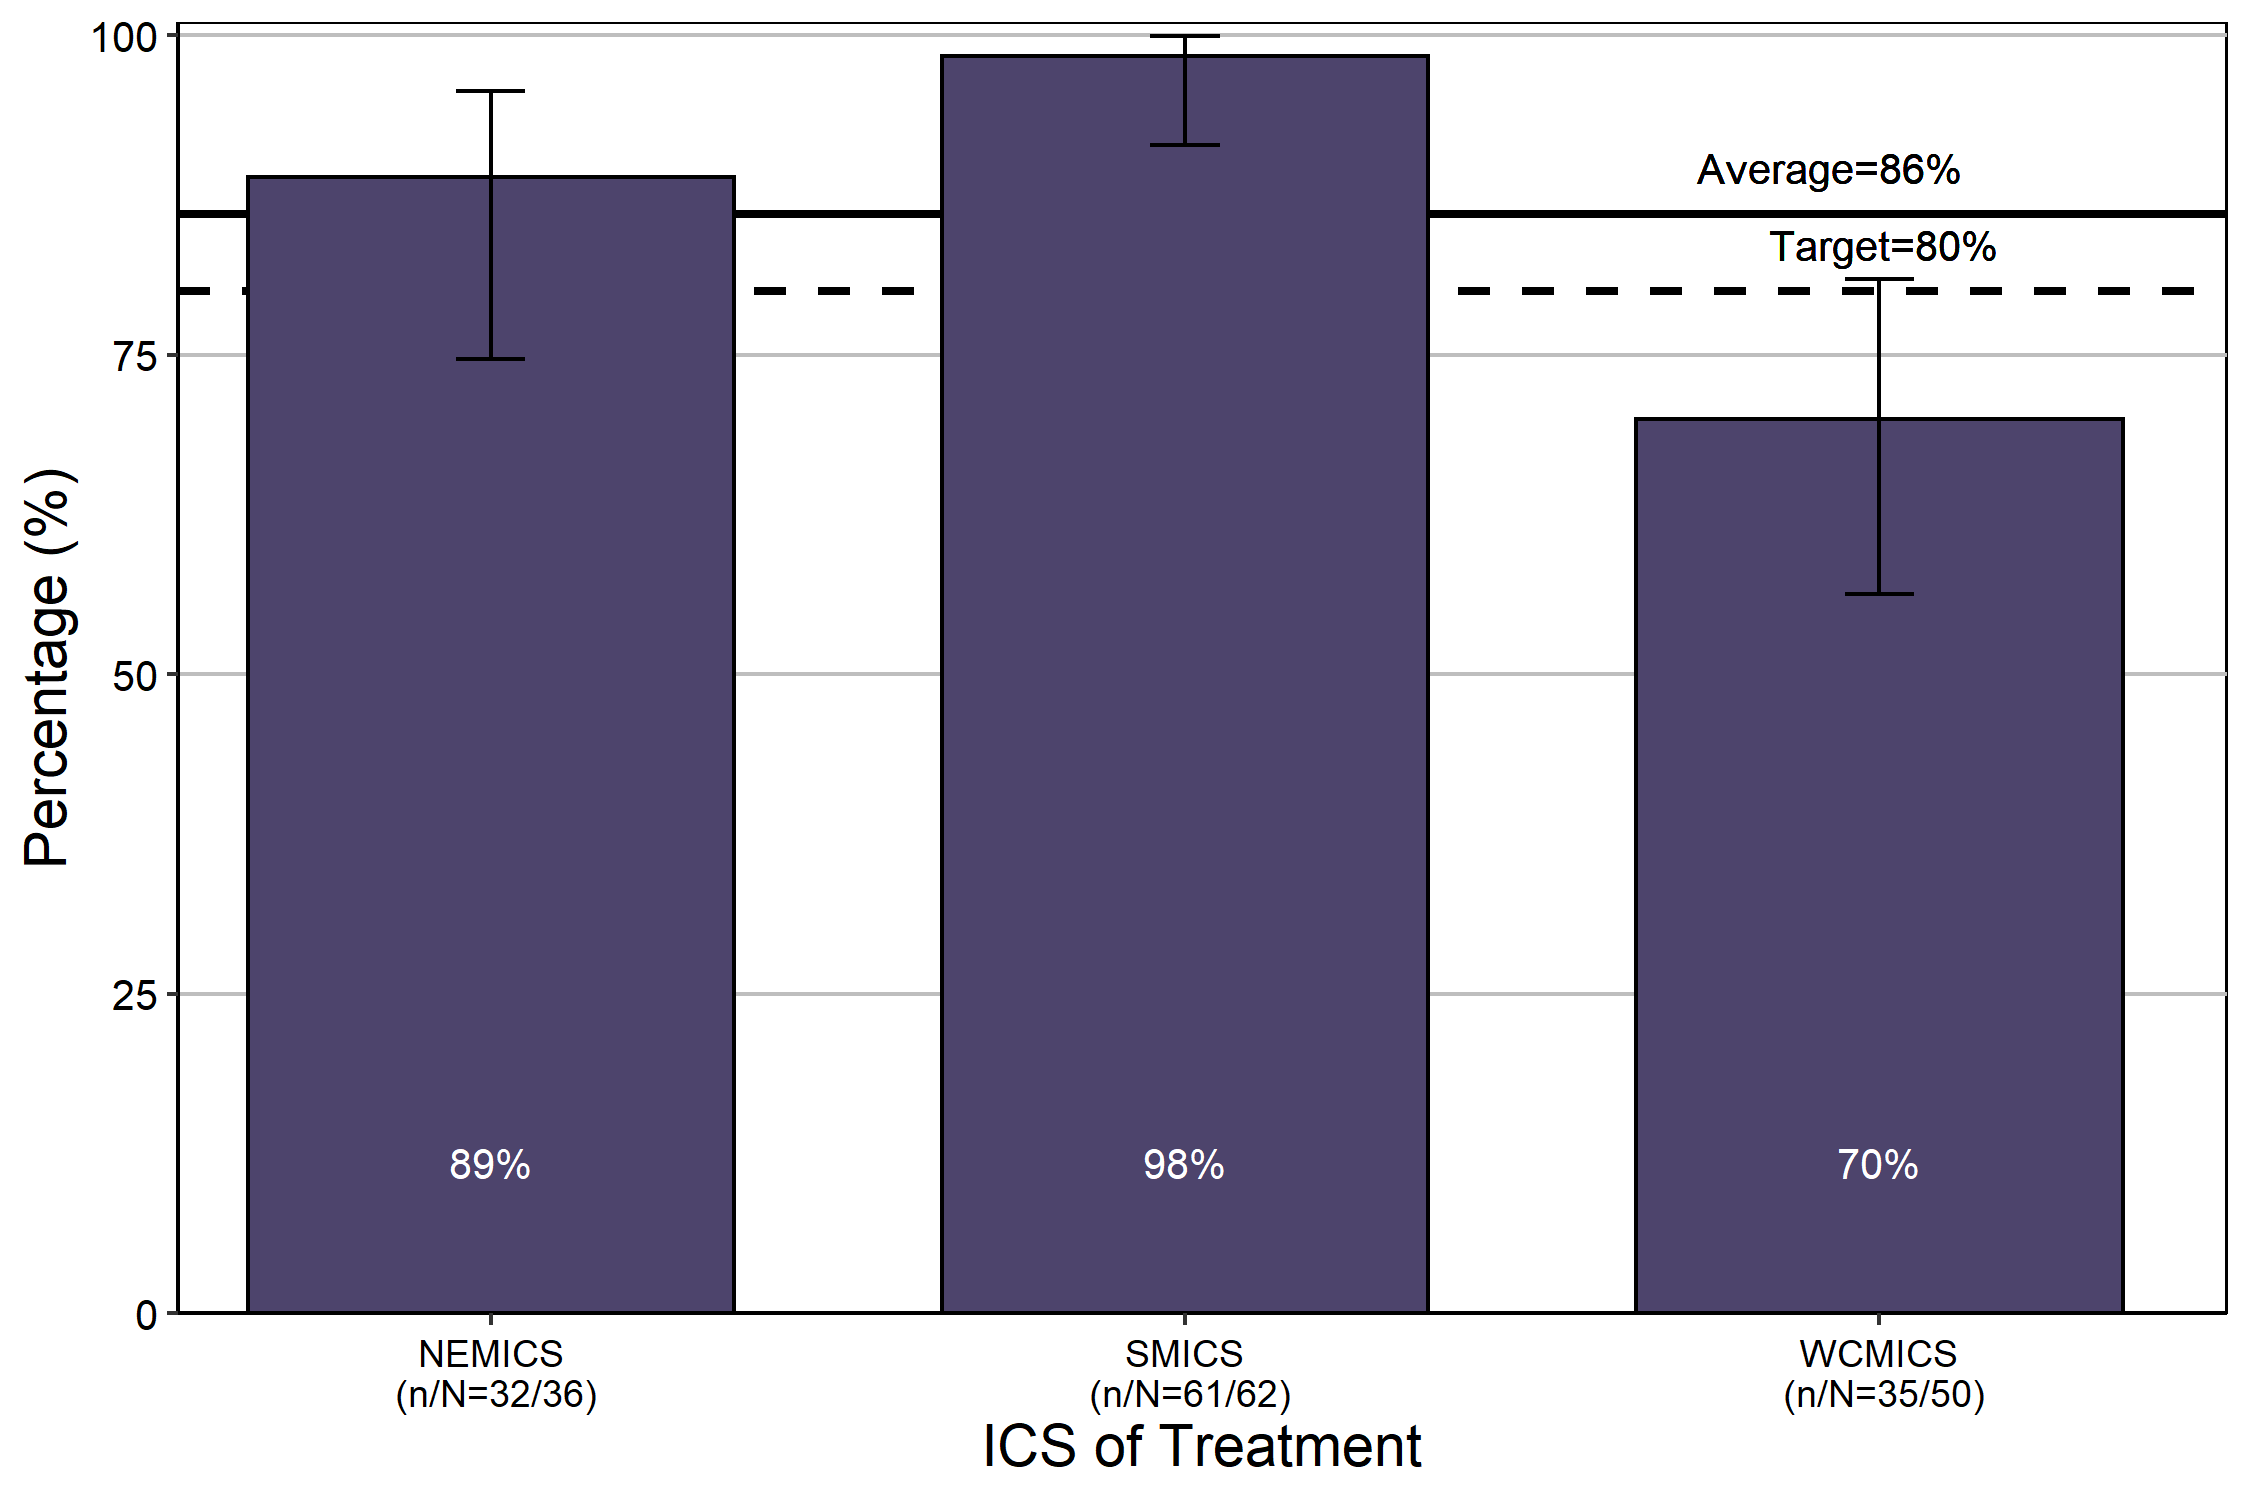 100
75
50
25
0
Percentage (%)
Average=86%
Target=80%
89%
98%
70%
NEMICS
(n/N=32/36)
SMICS
(n/N=61/62)
WCMICS
(n/N=35/50)
ICS of Treatment